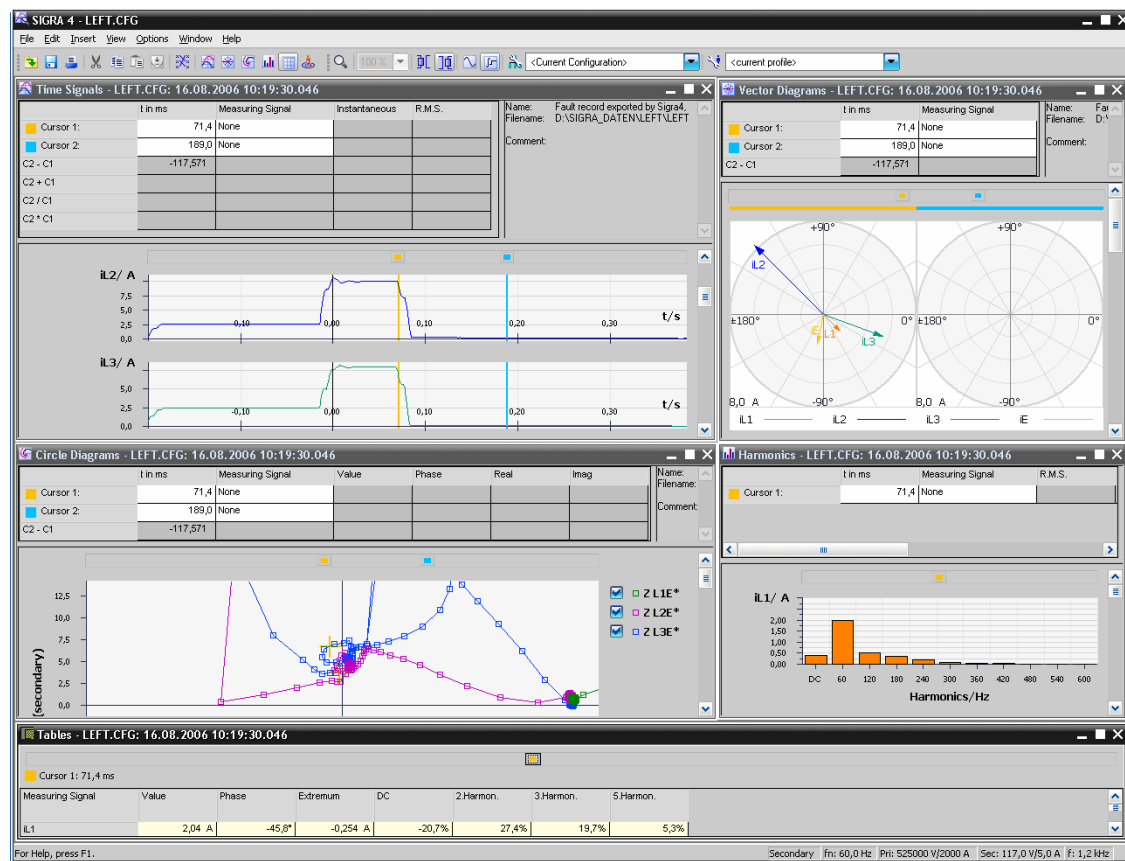 SIGRA 4 - LEFT.CFG
File Edit Insert View Options Window Help
100 % <Current Configuration> <current profile>
Time Signals - LEFT.CFG: 16.08.2006 10:19:30.046
t in ms Measuring Signal Instantaneous R.M.S.
Cursor 1: 71,4 None
Cursor 2: 189,0 None
C2 - C1 -117,571
C2 + C1
C2 / C1
C2 * C1
Name: Fault record exported by Sigra4,
Filename: D:\SIGRA_DATEN\LEFT\LEFT
Comment:
iL2/ A
7,5
5,0
2,5
0,0
-0,10 0,00 0,10 0,20 0,30
t/s
iL3/ A
5,0
2,5
0,0
-0,10 0,00 0,10 0,20 0,30
t/s
Vector Diagrams - LEFT.CFG: 16.08.2006 10:19:30.046
t in ms Measuring Signal
Cursor 1: 71,4 None
Cursor 2: 189,0 None
C2 - C1 -117,571
Name: Fau
Filename: D:\
Comment:
+90° +90°
iL2
±180° 0° ±180° 0°
iE iL1 iL3
8,0 A -90° 8,0 A -90°
iL1 iL2 iL3 iE
Circle Diagrams - LEFT.CFG: 16.08.2006 10:19:30.046
t in ms Measuring Signal Value Phase Real Imag
Cursor 1: 71,4 None
Cursor 2: 189,0 None
C2 - C1 -117,571
Name:
Filename:
Comment:
12,5
10,0
7,5
5,0
2,5
0,0
(secondary)
Z L1E*
Z L2E*
Z L3E*
Harmonics - LEFT.CFG: 16.08.2006 10:19:30.046
t in ms Measuring Signal R.M.S.
Cursor 1: 71,4 None
iL1/ A
2,00
1,50
1,00
0,50
0,00
DC 60 120 180 240 300 360 420 480 540 600
Harmonics/Hz
Tables - LEFT.CFG: 16.08.2006 10:19:30.046
Cursor 1: 71,4 ms
Measuring Signal Value Phase Extremum DC 2.Harmon. 3.Harmon. 5.Harmon.
iL1 2,04 A -45,8° -0,254 A -20,7% 27,4% 19,7% 5,3%
For Help, press F1. Secondary fn: 60,0 Hz Pri: 525000 V/2000 A Sec: 117,0 V/5,0 A f: 1,2 kHz